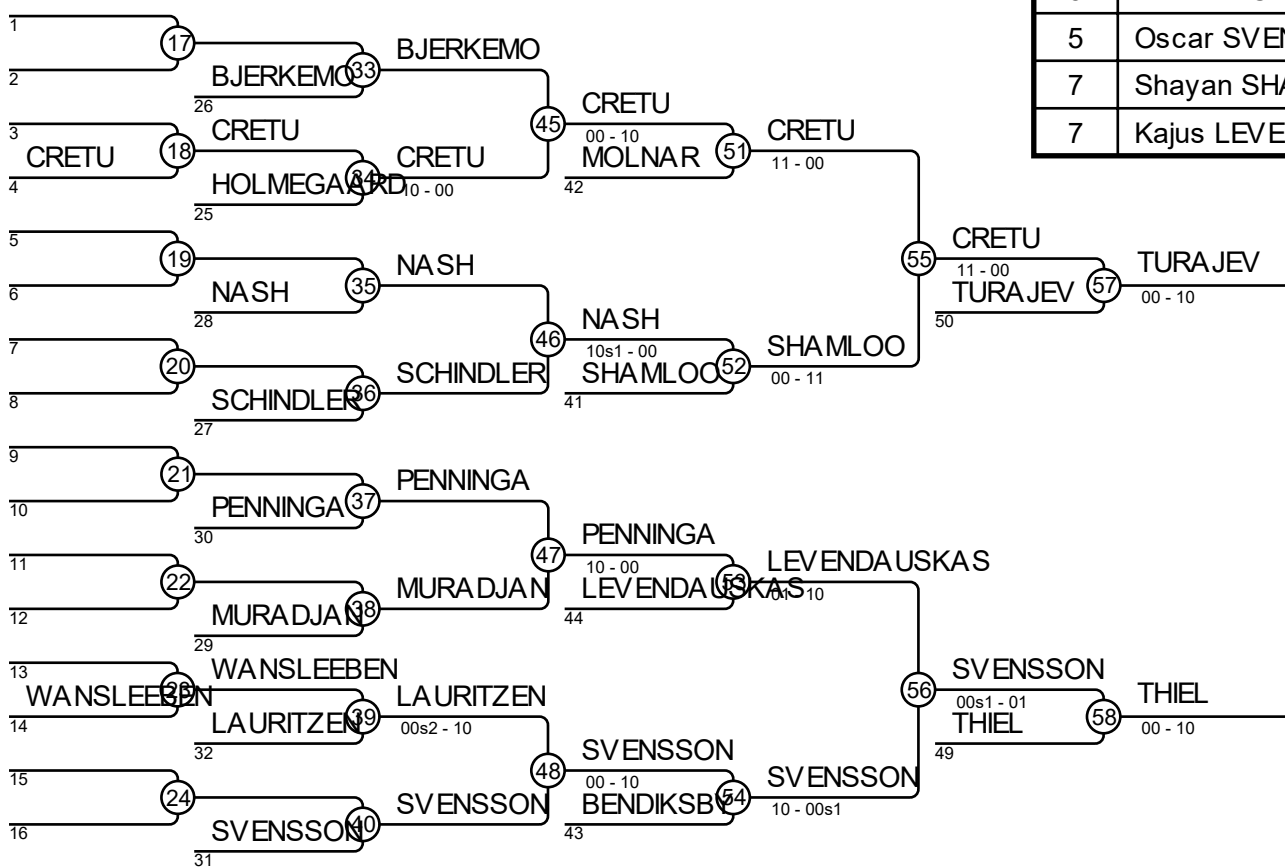 5 Oscar SVEN
7 Shayan SHA
7 Kajus LEVE
1
17
2
BJERKEMO
26
33
BJERKEMO
3
CRETU
4
18
CRETU
HOLMEGAARD
25
34
CRETU
10 - 00
45
CRETU
00 - 10
MOLNAR
42
51
CRETU
11 - 00
5
6
19
NASH
28
35
NASH
7
8
20
SCHINDLER
27
36
SCHINDLER
46
NASH
10s1 - 00
SHAMLOO
41
52
SHAMLOO
00 - 11
55
CRETU
11 - 00
TURAJEV
50
57
TURAJEV
00 - 10
9
10
21
PENNINGA
30
37
PENNINGA
11
12
22
MURADJAN
29
38
MURADJAN
47
PENNINGA
10 - 00
LEVENDAUSKAS
44
53
LEVENDAUSKAS
01 - 10
13
WANSLEEBEN
14
23
WANSLEEBEN
LAURITZEN
32
39
LAURITZEN
00s2 - 10
15
16
24
SVENSSON
31
40
SVENSSON
48
SVENSSON
00 - 10
BENDIKSBY
43
54
SVENSSON
10 - 00s1
56
SVENSSON
00s1 - 01
THIEL
49
58
THIEL
00 - 10